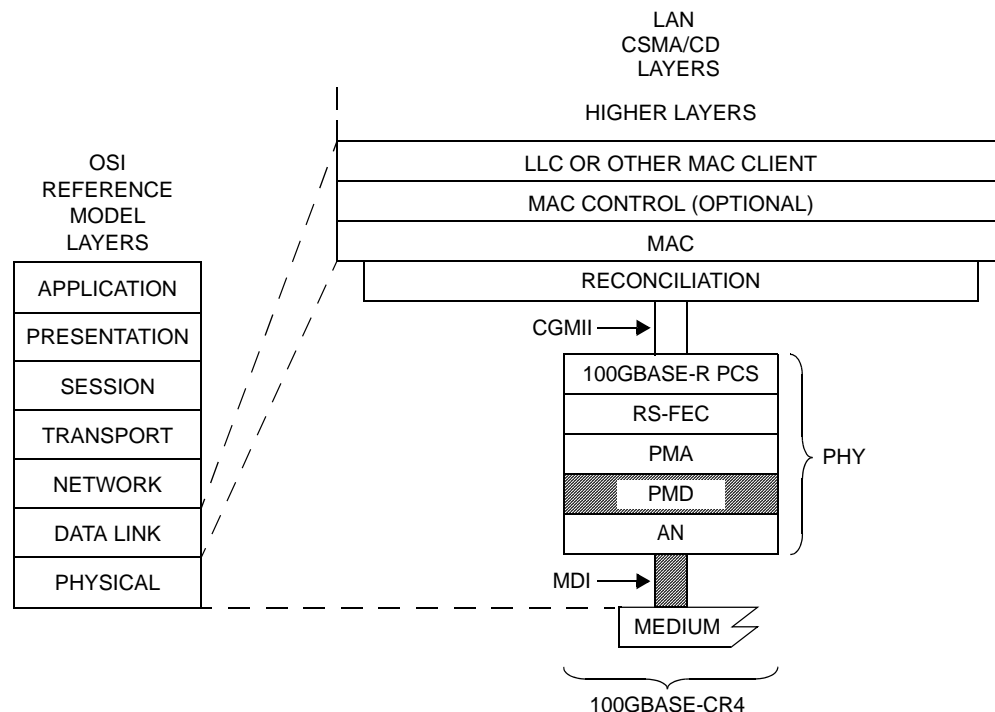 LAN
CSMA/CD
LAYERS
HIGHER LAYERS
OSI
REFERENCE
MODEL
LAYERS
LLC OR OTHER MAC CLIENT
MAC CONTROL (OPTIONAL)
MAC
RECONCILIATION
APPLICATION
PRESENTATION
SESSION
TRANSPORT
NETWORK
DATA LINK
PHYSICAL
CGMII
100GBASE-R PCS
RS-FEC
PMA
PMD
AN
PHY
MDI
MEDIUM
100GBASE-CR4